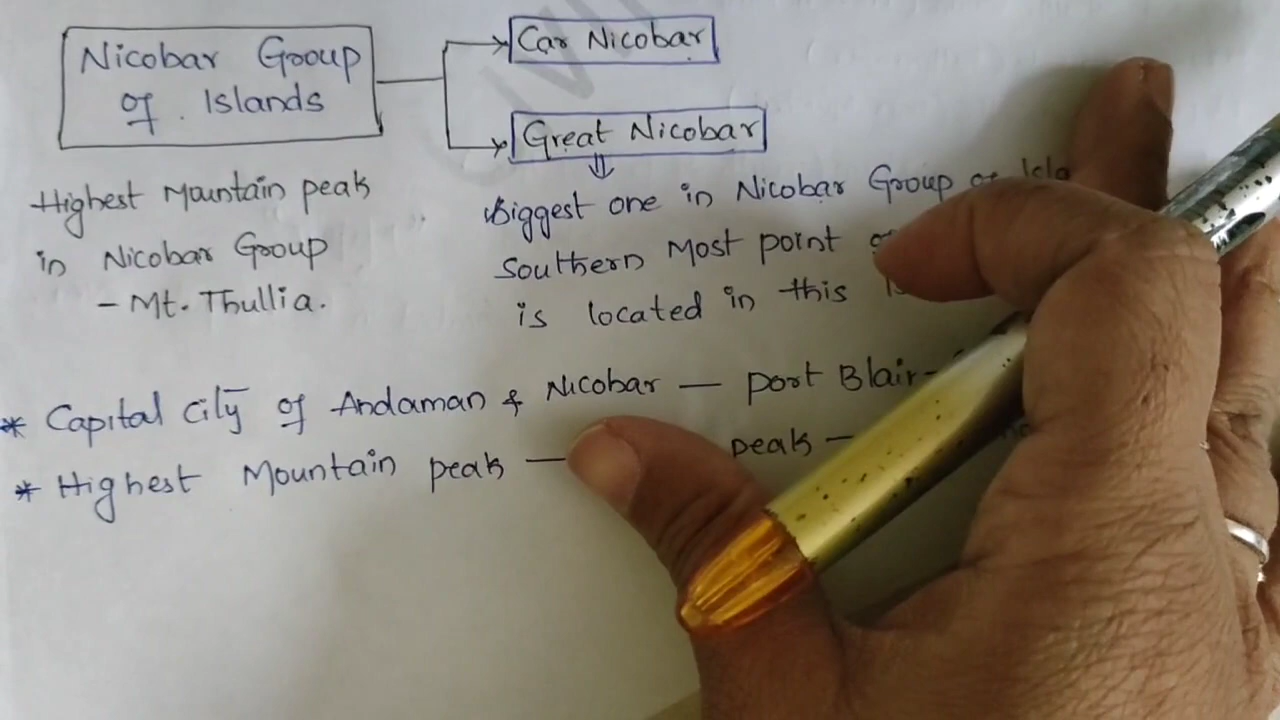 Nicobar Group
of . Islands
Car Nicobar
Great Nicobar
Highest Mountain peak
in Nicobar Group
- Mt. Thullia.
Biggest one in Nicobar Group of
Southern Most point
is located in this
* Capital city of Andaman & Nicobar — port Blair -
* Highest Mountain peak — peak —